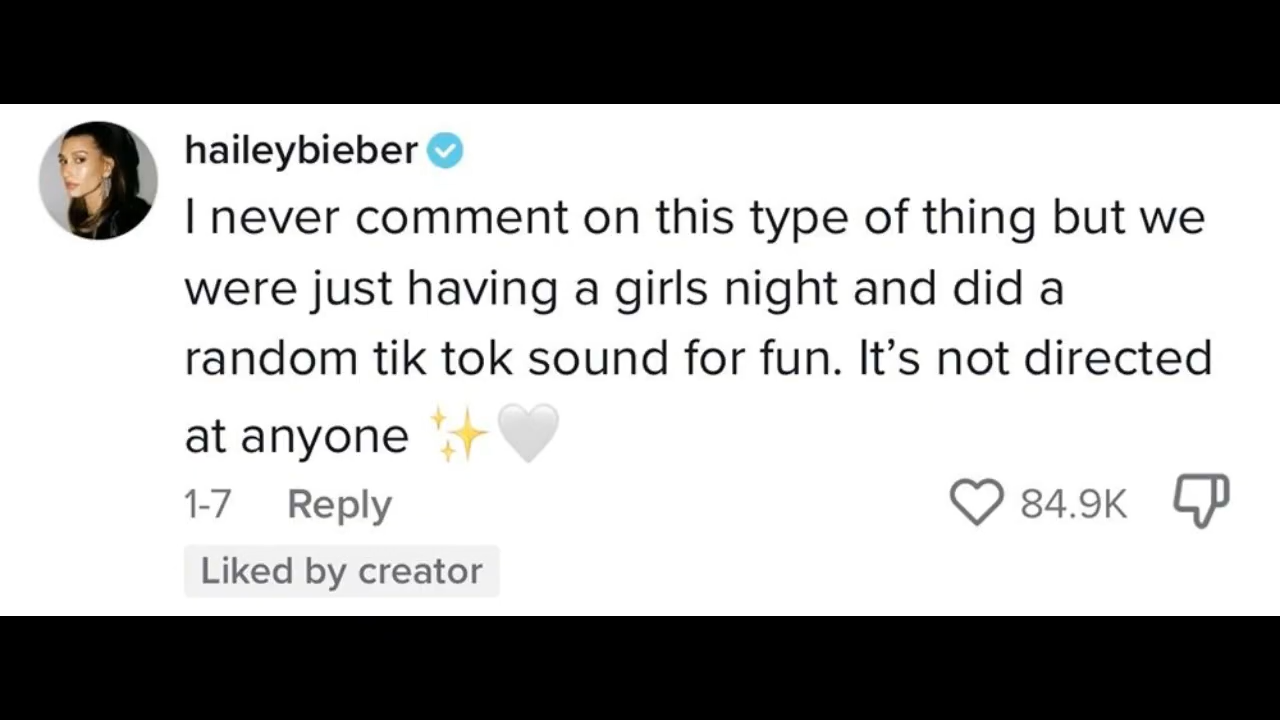 haileybieber
I never comment on this type of thing but we
were just having a girls night and did a
random tik tok sound for fun. It’s not directed
at anyone ✨🤍
1-7 Reply 84.9K
Liked by creator